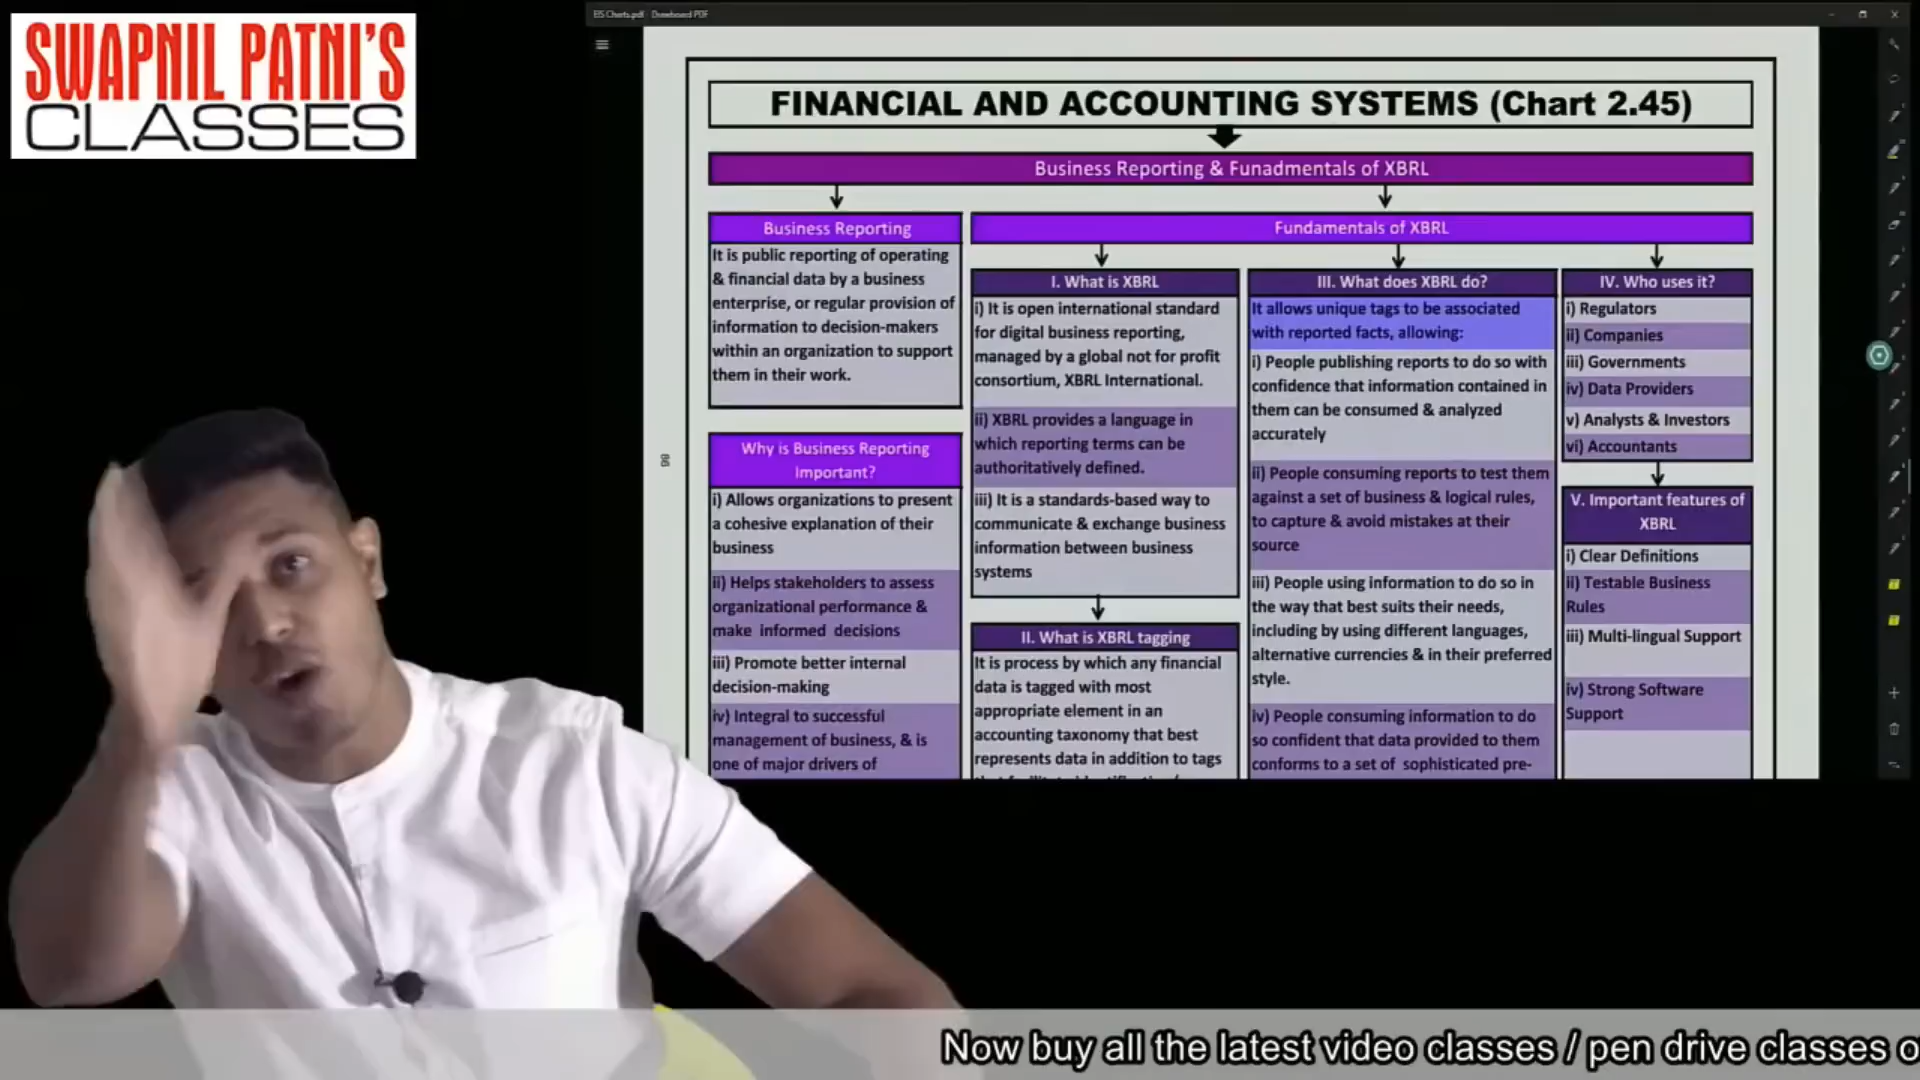 SWAPNIL PATNI'S
CLASSES
EIS Charts.pdf - Drawboard PDF
FINANCIAL AND ACCOUNTING SYSTEMS (Chart 2.45)
Business Reporting & Funadmentals of XBRL
Business Reporting
It is public reporting of operating
& financial data by a business
enterprise, or regular provision of
information to decision-makers
within an organization to support
them in their work.
Why is Business Reporting
Important?
i) Allows organizations to present
a cohesive explanation of their
business
ii) Helps stakeholders to assess
organizational performance &
make informed decisions
iii) Promote better internal
decision-making
iv) Integral to successful
management of business, & is
one of major drivers of
Fundamentals of XBRL
I. What is XBRL
i) It is open international standard
for digital business reporting,
managed by a global not for profit
consortium, XBRL International.
ii) XBRL provides a language in
which reporting terms can be
authoritatively defined.
iii) It is a standards-based way to
communicate & exchange business
information between business
systems
II. What is XBRL tagging
It is process by which any financial
data is tagged with most
appropriate element in an
accounting taxonomy that best
represents data in addition to tags
III. What does XBRL do?
It allows unique tags to be associated
with reported facts, allowing:
i) People publishing reports to do so with
confidence that information contained in
them can be consumed & analyzed
accurately
ii) People consuming reports to test them
against a set of business & logical rules,
to capture & avoid mistakes at their
source
iii) People using information to do so in
the way that best suits their needs,
including by using different languages,
alternative currencies & in their preferred
style.
iv) People consuming information to do
so confident that data provided to them
conforms to a set of sophisticated pre-
IV. Who uses it?
i) Regulators
ii) Companies
iii) Governments
iv) Data Providers
v) Analysts & Investors
vi) Accountants
V. Important features of
XBRL
i) Clear Definitions
ii) Testable Business
Rules
iii) Multi-lingual Support
iv) Strong Software
Support
Now buy all the latest video classes / pen drive classes o